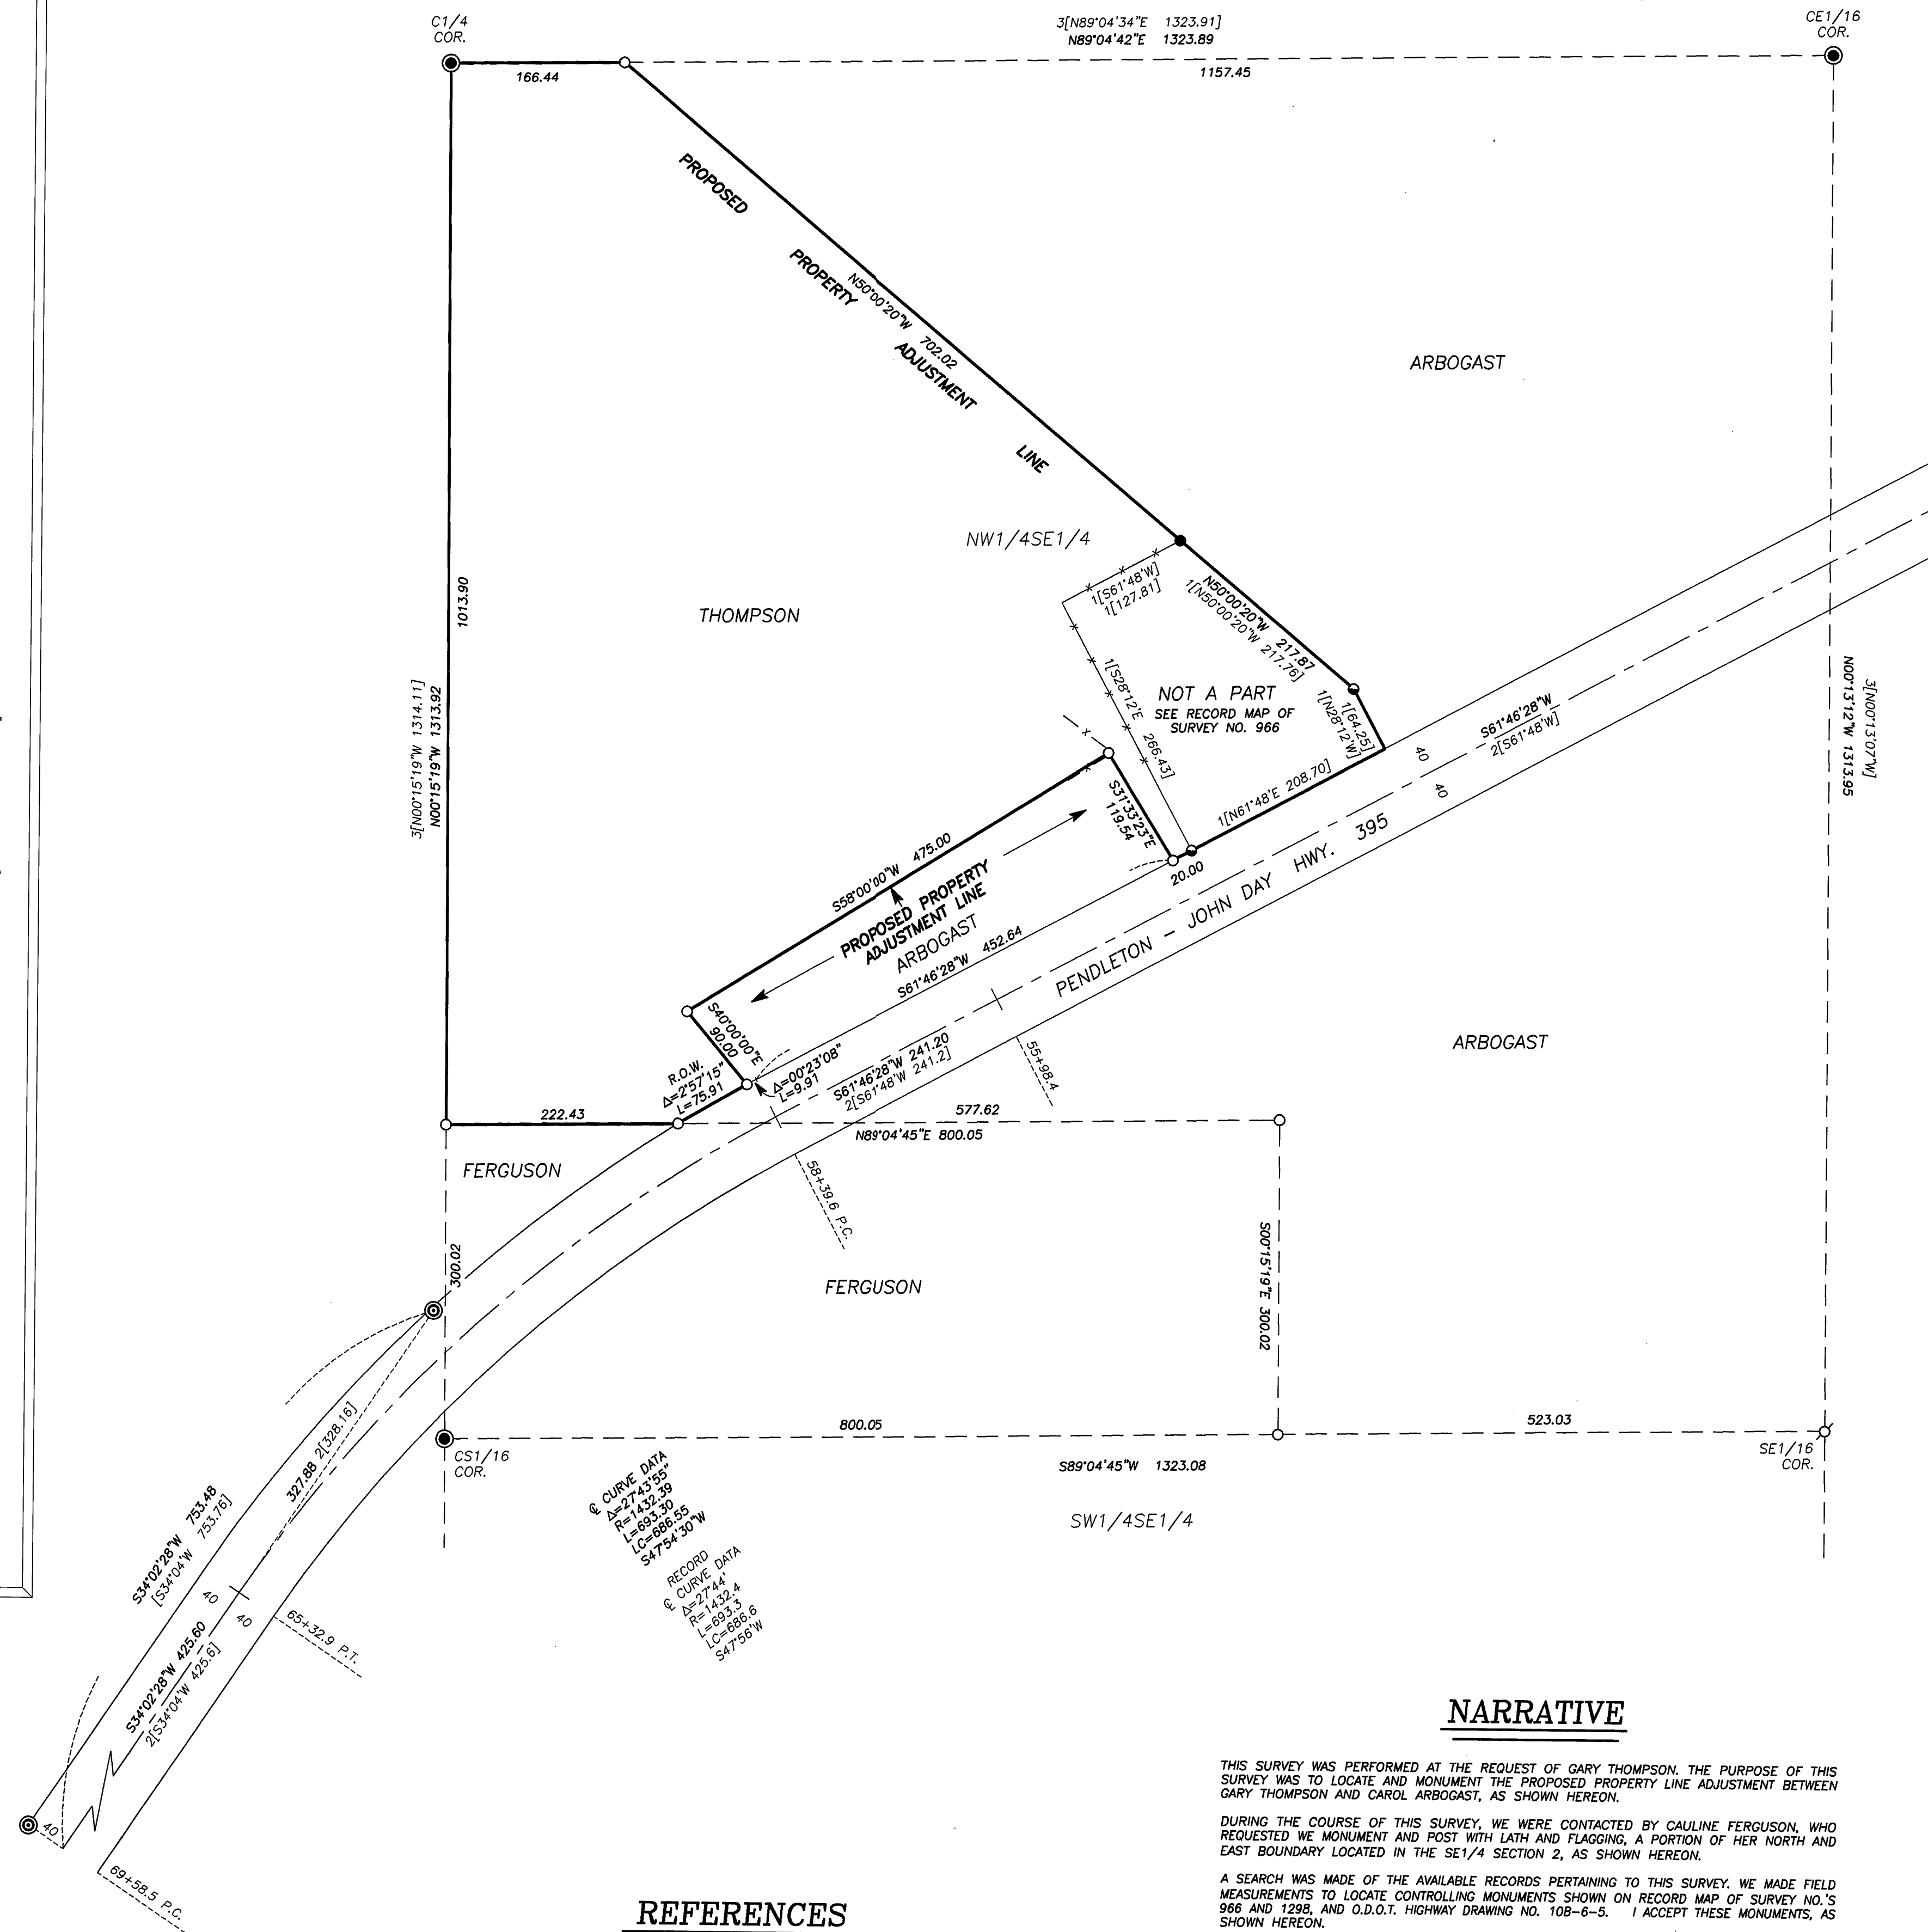 C1/4
COR.
3[N89°04'34"E 1323.91]
N89°04'42"E 1323.89
CE1/16
COR.
166.44
1157.45
PROPOSED
PROPERTY
N50°00'20"W 702.02
ADJUSTMENT
LINE
ARBOGAST
NW1/4SE1/4
THOMPSON
1013.90
3[N00°15'19"W 1314.11]
N00°15'19"W 1313.92
1[S61°48'W]
1[127.81]
N50°00'20"W 217.87
1[N50°00'20"W 217.76]
1[S28°12'E 266.43]
NOT A PART
SEE RECORD MAP OF
SURVEY NO. 966
1[64.25]
1[N28°12'W]
1[N61°48'E 208.70]
40
40
S61°46'28"W
2[S61°48'W]
N00°13'12"W 1313.95
3[N00°13'07"W]
S31°33'23"E
119.54
20.00
S58°00'00"W 475.00
PROPOSED PROPERTY
ADJUSTMENT LINE
ARBOGAST
S61°46'28"W 452.64
PENDLETON - JOHN DAY HWY. 395
S40°00'00"E
90.00
R.O.W.
Δ=2°57'15"
L=75.91
Δ=00°23'08"
L=9.91
S61°46'28"W 241.20
2[S61°48'W 241.2]
55+98.4
ARBOGAST
222.43
577.62
N89°04'45"E 800.05
FERGUSON
58+39.6 P.C.
300.02
FERGUSON
S00°15'19"E 300.02
800.05
523.03
CS1/16
COR.
SE1/16
COR.
S89°04'45"W 1323.08
SW1/4SE1/4
327.88 2[328.16]
S34°02'28"W 753.48
[S34°04'W 753.76]
℄ CURVE DATA
Δ=27°43'55"
R=1432.39
L=693.30
LC=686.55
S47°54'30"W
RECORD
℄ CURVE DATA
Δ=27°44'
R=1432.4
L=693.3
LC=686.6
S47°56'W
40
40
65+32.9 P.T.
S34°02'28"W 425.60
2[S34°04'W 425.6]
40
69+58.5 P.C.
NARRATIVE
THIS SURVEY WAS PERFORMED AT THE REQUEST OF GARY THOMPSON. THE PURPOSE OF THIS
SURVEY WAS TO LOCATE AND MONUMENT THE PROPOSED PROPERTY LINE ADJUSTMENT BETWEEN
GARY THOMPSON AND CAROL ARBOGAST, AS SHOWN HEREON.
DURING THE COURSE OF THIS SURVEY, WE WERE CONTACTED BY CAULINE FERGUSON, WHO
REQUESTED WE MONUMENT AND POST WITH LATH AND FLAGGING, A PORTION OF HER NORTH AND
EAST BOUNDARY LOCATED IN THE SE1/4 SECTION 2, AS SHOWN HEREON.
A SEARCH WAS MADE OF THE AVAILABLE RECORDS PERTAINING TO THIS SURVEY. WE MADE FIELD
MEASUREMENTS TO LOCATE CONTROLLING MONUMENTS SHOWN ON RECORD MAP OF SURVEY NO.'S
966 AND 1298, AND O.D.O.T. HIGHWAY DRAWING NO. 10B-6-5. I ACCEPT THESE MONUMENTS, AS
SHOWN HEREON.
REFERENCES